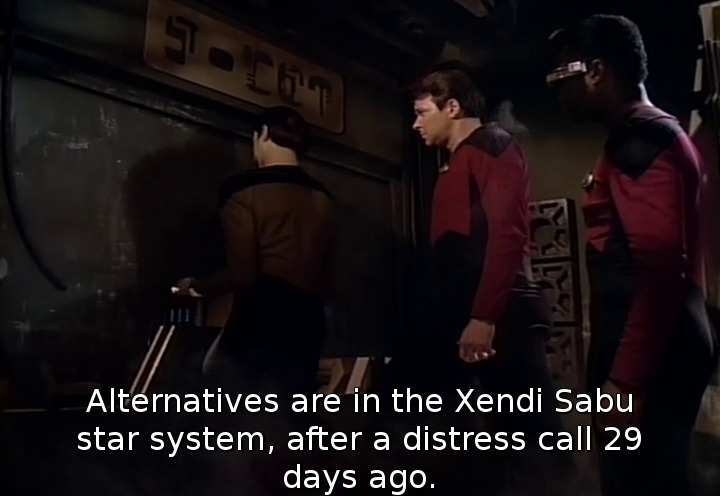 Alternatives are in the Xendi Sabu
star system, after a distress call 29
days ago.